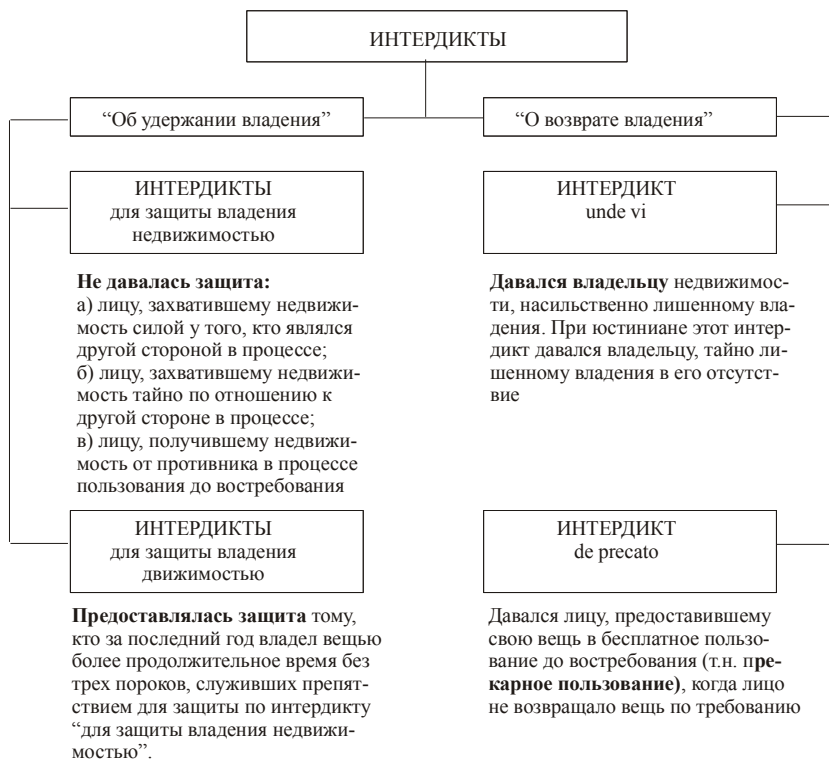 ИНТЕРДИКТЫ
“Об удержании владения”
ИНТЕРДИКТЫ
для защиты владения
недвижимостью
Не давалась защита:
а) лицу, захватившему недвижи-
мость силой у того, кто являлся
другой стороной в процессе;
б) лицу, захватившему недвижи-
мость тайно по отношению к
другой стороне в процессе;
в) лицу, получившему недвижи-
мость от противника в процессе
пользования до востребования
ИНТЕРДИКТЫ
для защиты владения
движимостью
Предоставлялась защита тому,
кто за последний год владел вещью
более продолжительное время без
трех пороков, служивших препят-
ствием для защиты по интердикту
“для защиты владения недвижи-
мостью”.
“О возврате владения”
ИНТЕРДИКТ
unde vi
Давался владельцу недвижимос-
ти, насильственно лишенному вла-
дения. При юстиниане этот интер-
дикт давался владельцу, тайно ли-
шенному владения в его отсутст-
вие
ИНТЕРДИКТ
de precato
Давался лицу, предоставившему
свою вещь в бесплатное пользо-
вание до востребования (т.н. пре-
карное пользование), когда лицо
не возвращало вещь по требованию